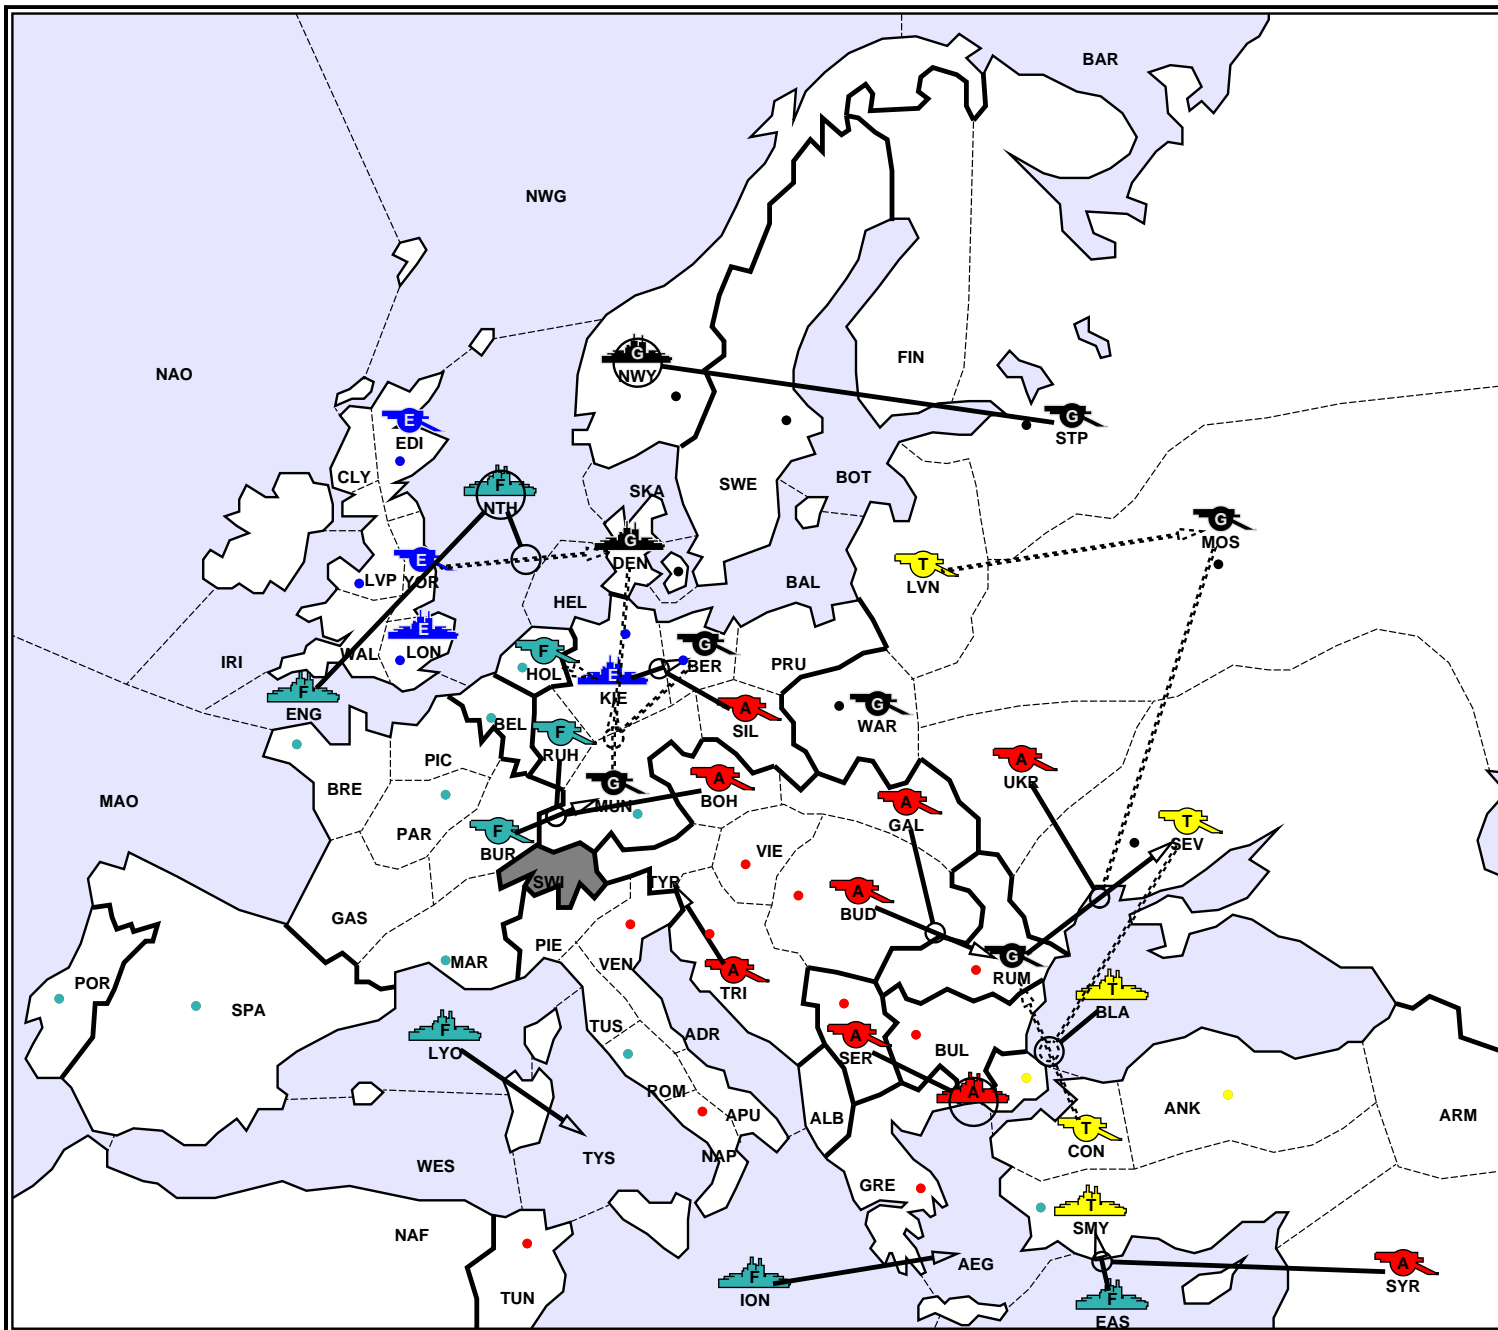 BAR
NWG
NAO
G
NWY
FIN
G
STP
E
EDI
CLY
F
NTH
SKA
SWE
BOT
G
MOS
G
DEN
E
YOR
LVP
T
LVN
BAL
HEL
E
LON
WAL
IRI
F
HOL
E
KIE
G
BER
PRU
F
ENG
BEL
F
RUH
A
SIL
G
WAR
PIC
BRE
MAO
PAR
G
MUN
A
BOH
A
UKR
A
GAL
T
SEV
F
BUR
VIE
SWI
TYR
A
BUD
GAS
PIE
VEN
MAR
A
TRI
G
RUM
POR
SPA
T
BLA
F
LYO
TUS
ADR
A
SER
BUL
ROM
APU
ALB
A
ANK
ARM
T
CON
WES
TYS
NAP
GRE
T
SMY
NAF
F
ION
AEG
A
SYR
TUN
F
EAS